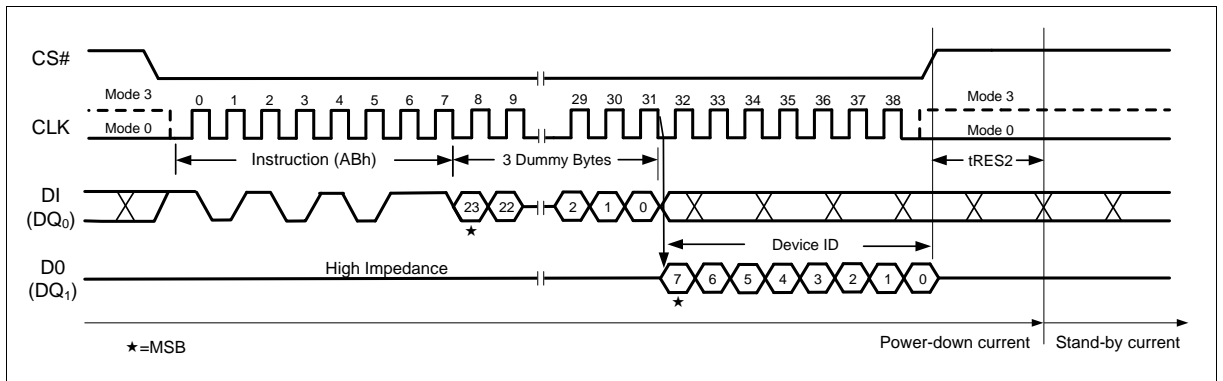 CS#
Mode 3 0 1 2 3 4 5 6 7 8 9 29 30 31 32 33 34 35 36 37 38 Mode 3
CLK Mode 0 Mode 0
Instruction (ABh) 3 Dummy Bytes tRES2
DI
(DQ0) 23 22 2 1 0
★
Device ID
D0
(DQ1) High Impedance 7 6 5 4 3 2 1 0
★
★=MSB Power-down current Stand-by current